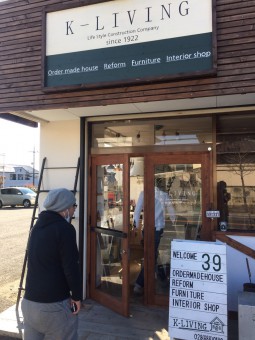 K-LIVING
Life Style Construction Company
since 1922
Order made house Reform Furniture Interior shop
WELCOME 39
ORDERMADEHOUSE
REFORM
FURNITURE
INTERIOR SHOP
K-LIVING